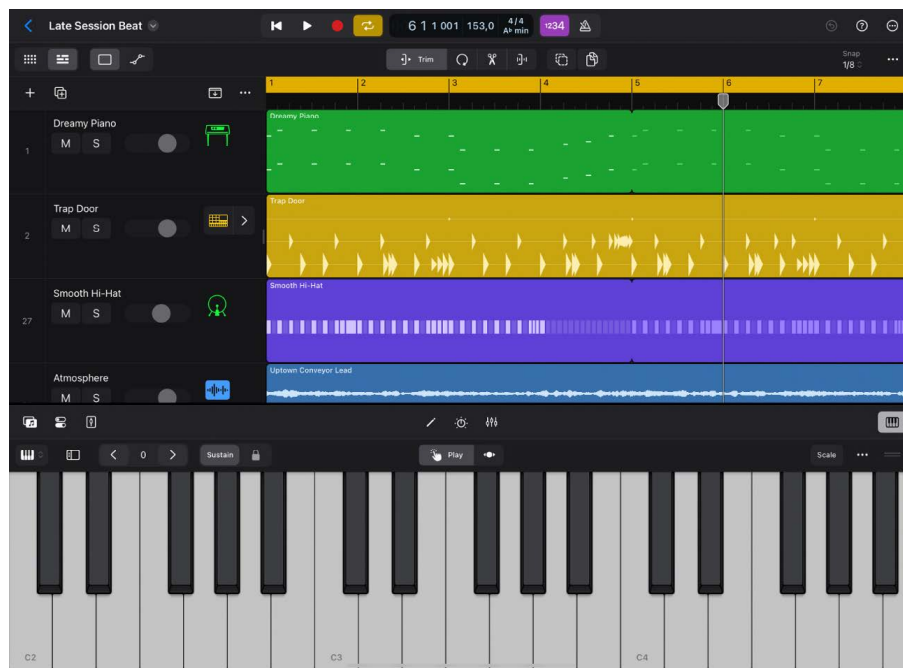 Late Session Beat
6 1 1 001 153,0 4/4 A♭ min
1234
Trim
Snap
1/8
1 2 3 4 5 6 7
1
Dreamy Piano
M S
Dreamy Piano
2
Trap Door
M S
Trap Door
27
Smooth Hi-Hat
M S
Smooth Hi-Hat
Atmosphere
M S
Uptown Conveyor Lead
0
Sustain
Play
Scale
C2 C3 C4